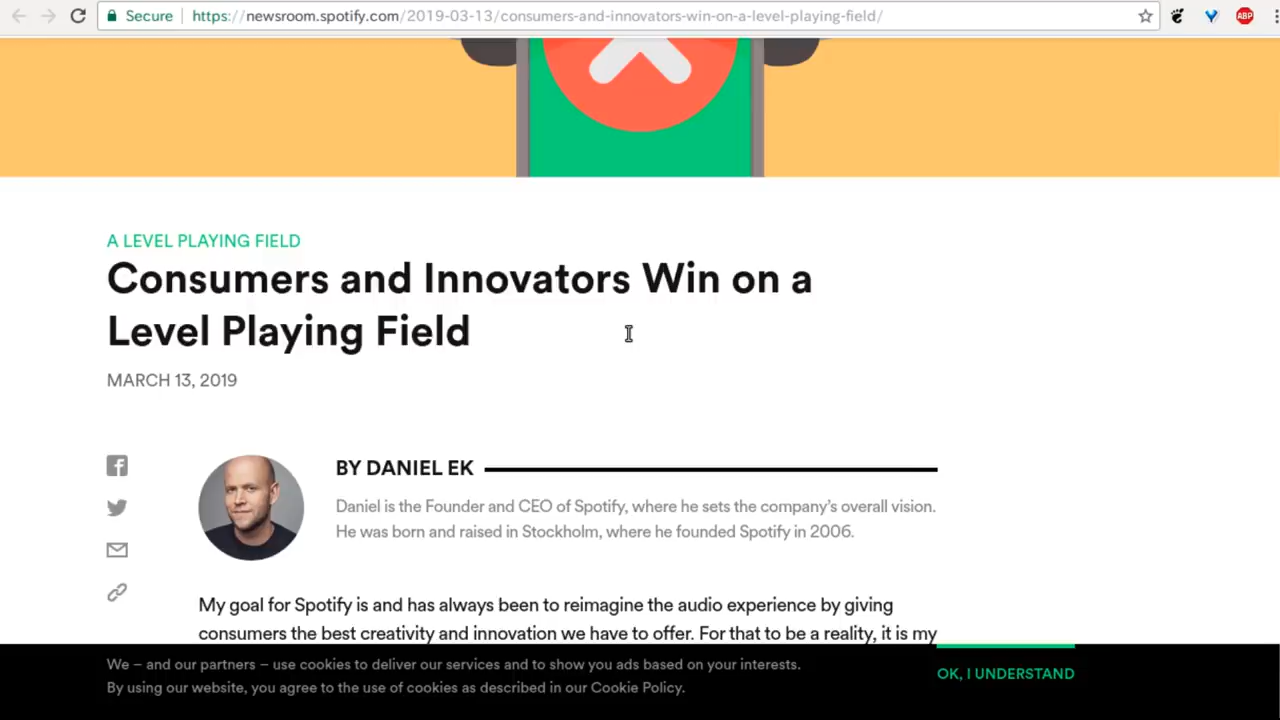 Secure https://newsroom.spotify.com/2019-03-13/consumers-and-innovators-win-on-a-level-playing-field/
ABP
A LEVEL PLAYING FIELD
Consumers and Innovators Win on a
Level Playing Field
MARCH 13, 2019
BY DANIEL EK
Daniel is the Founder and CEO of Spotify, where he sets the company’s overall vision.
He was born and raised in Stockholm, where he founded Spotify in 2006.
My goal for Spotify is and has always been to reimagine the audio experience by giving
consumers the best creativity and innovation we have to offer. For that to be a reality, it is my
We – and our partners – use cookies to deliver our services and to show you ads based on your interests.
By using our website, you agree to the use of cookies as described in our Cookie Policy.
OK, I UNDERSTAND